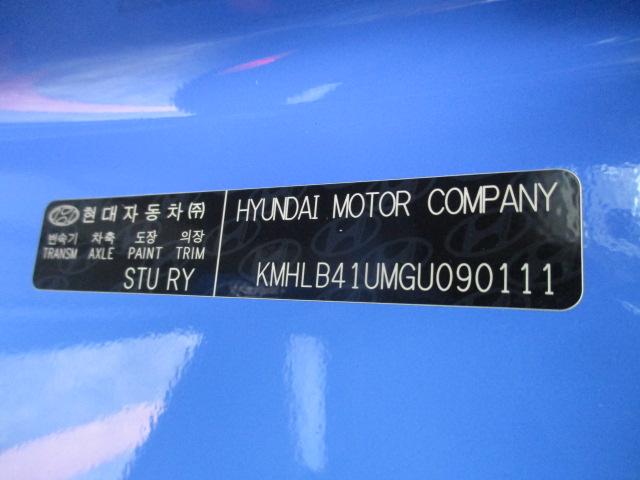 현대자동차㈜
변속기 차축 도장 의장
TRANSM AXLE PAINT TRIM
STU RY
HYUNDAI MOTOR COMPANY
KMHLB41UMGU090111